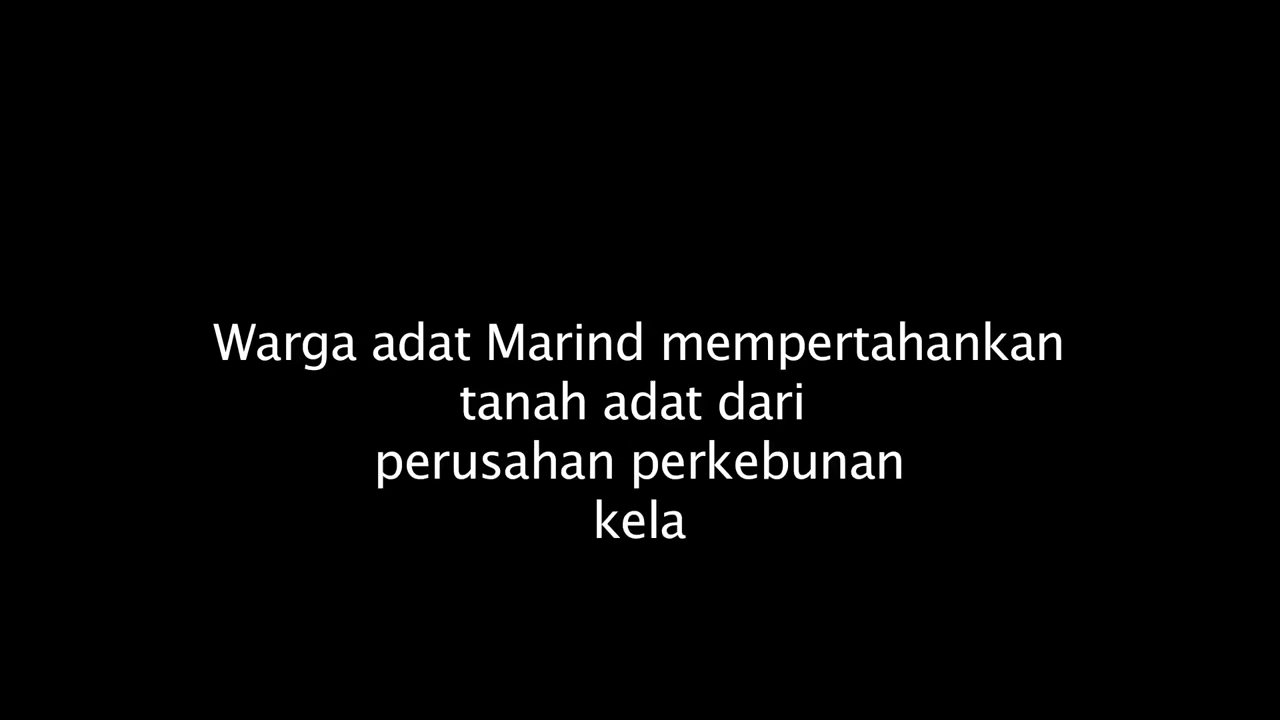 Warga adat Marind mempertahankan
tanah adat dari
perusahan perkebunan
kela